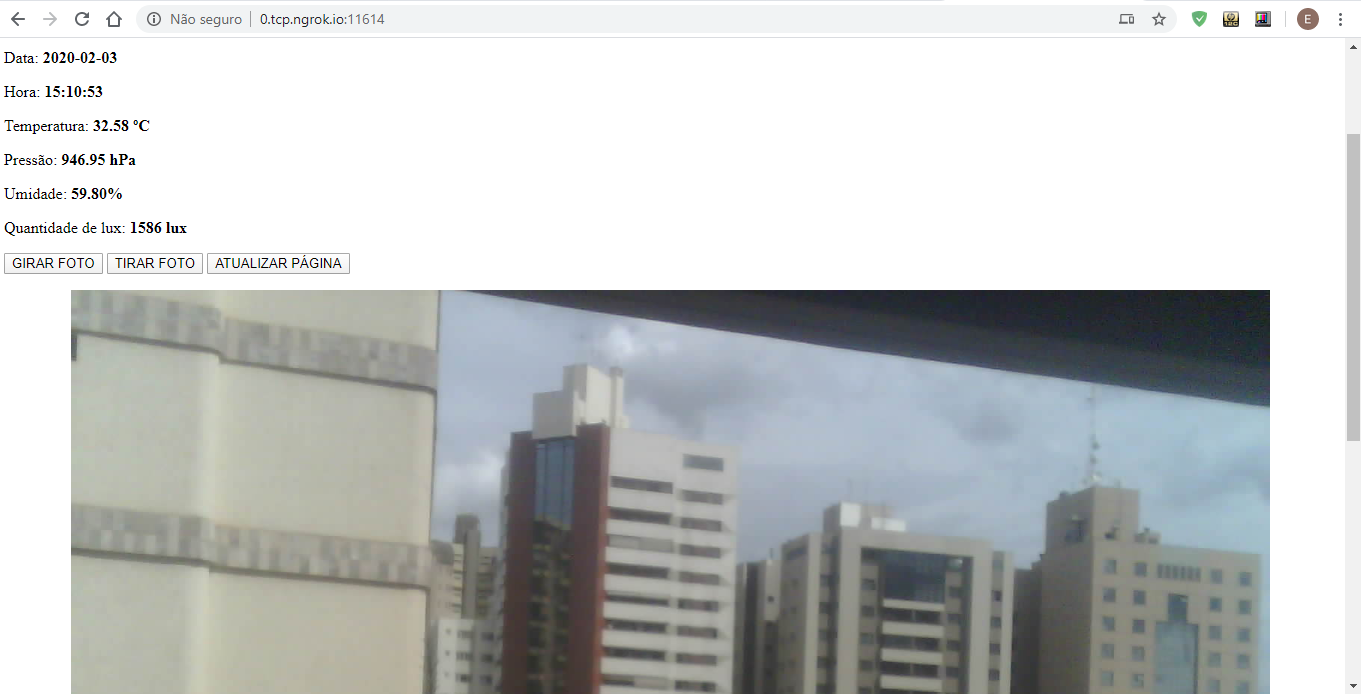 Não seguro
0.tcp.ngrok.io:11614
E
Data: 2020-02-03
Hora: 15:10:53
Temperatura: 32.58 ºC
Pressão: 946.95 hPa
Umidade: 59.80%
Quantidade de lux: 1586 lux
GIRAR FOTO TIRAR FOTO ATUALIZAR PÁGINA